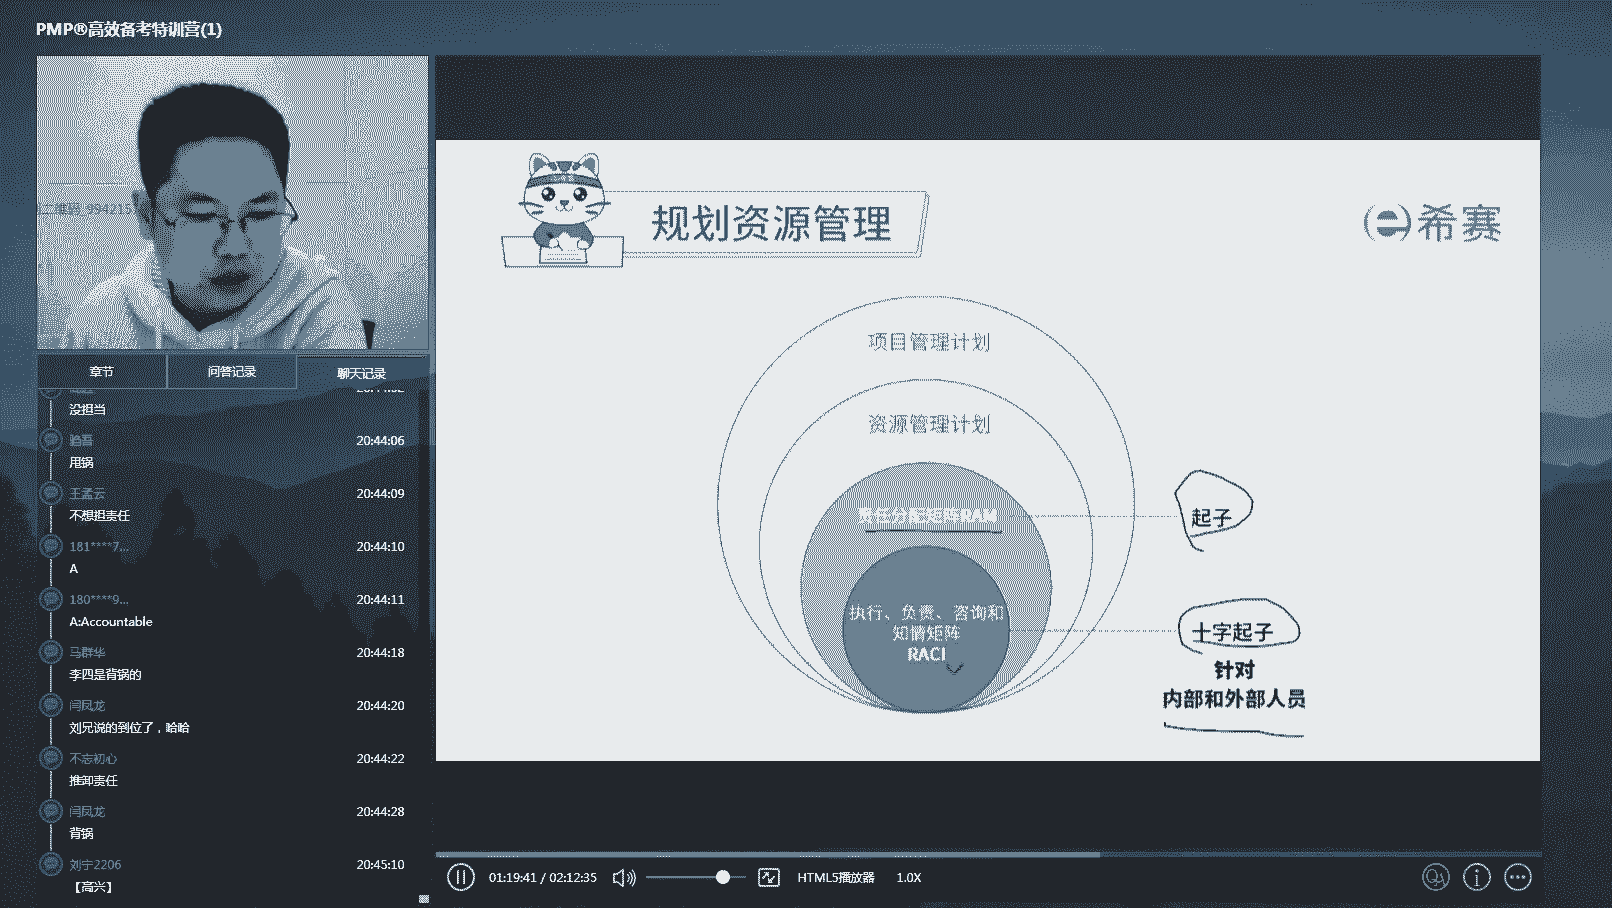 PMP®高效备考特训营(1)
章节
问答记录
聊天记录
没担当
20:44:06
甩锅
王孟云
20:44:09
不想担责任
181****7...
20:44:10
A
180****9...
20:44:11
A:Accountable
马群华
20:44:18
李四是背锅的
闫凤龙
20:44:20
刘兄说的到位了，哈哈
不忘初心
20:44:22
推卸责任
闫凤龙
20:44:28
背锅
刘宁2206
20:45:10
【高兴】
规划资源管理
希赛
项目管理计划
资源管理计划
责任分配矩阵RAM
起子
执行、负责、咨询和
知情矩阵
RACI
十字起子
针对
内部和外部人员
01:19:41 / 02:12:35
HTML5播放器
1.0X